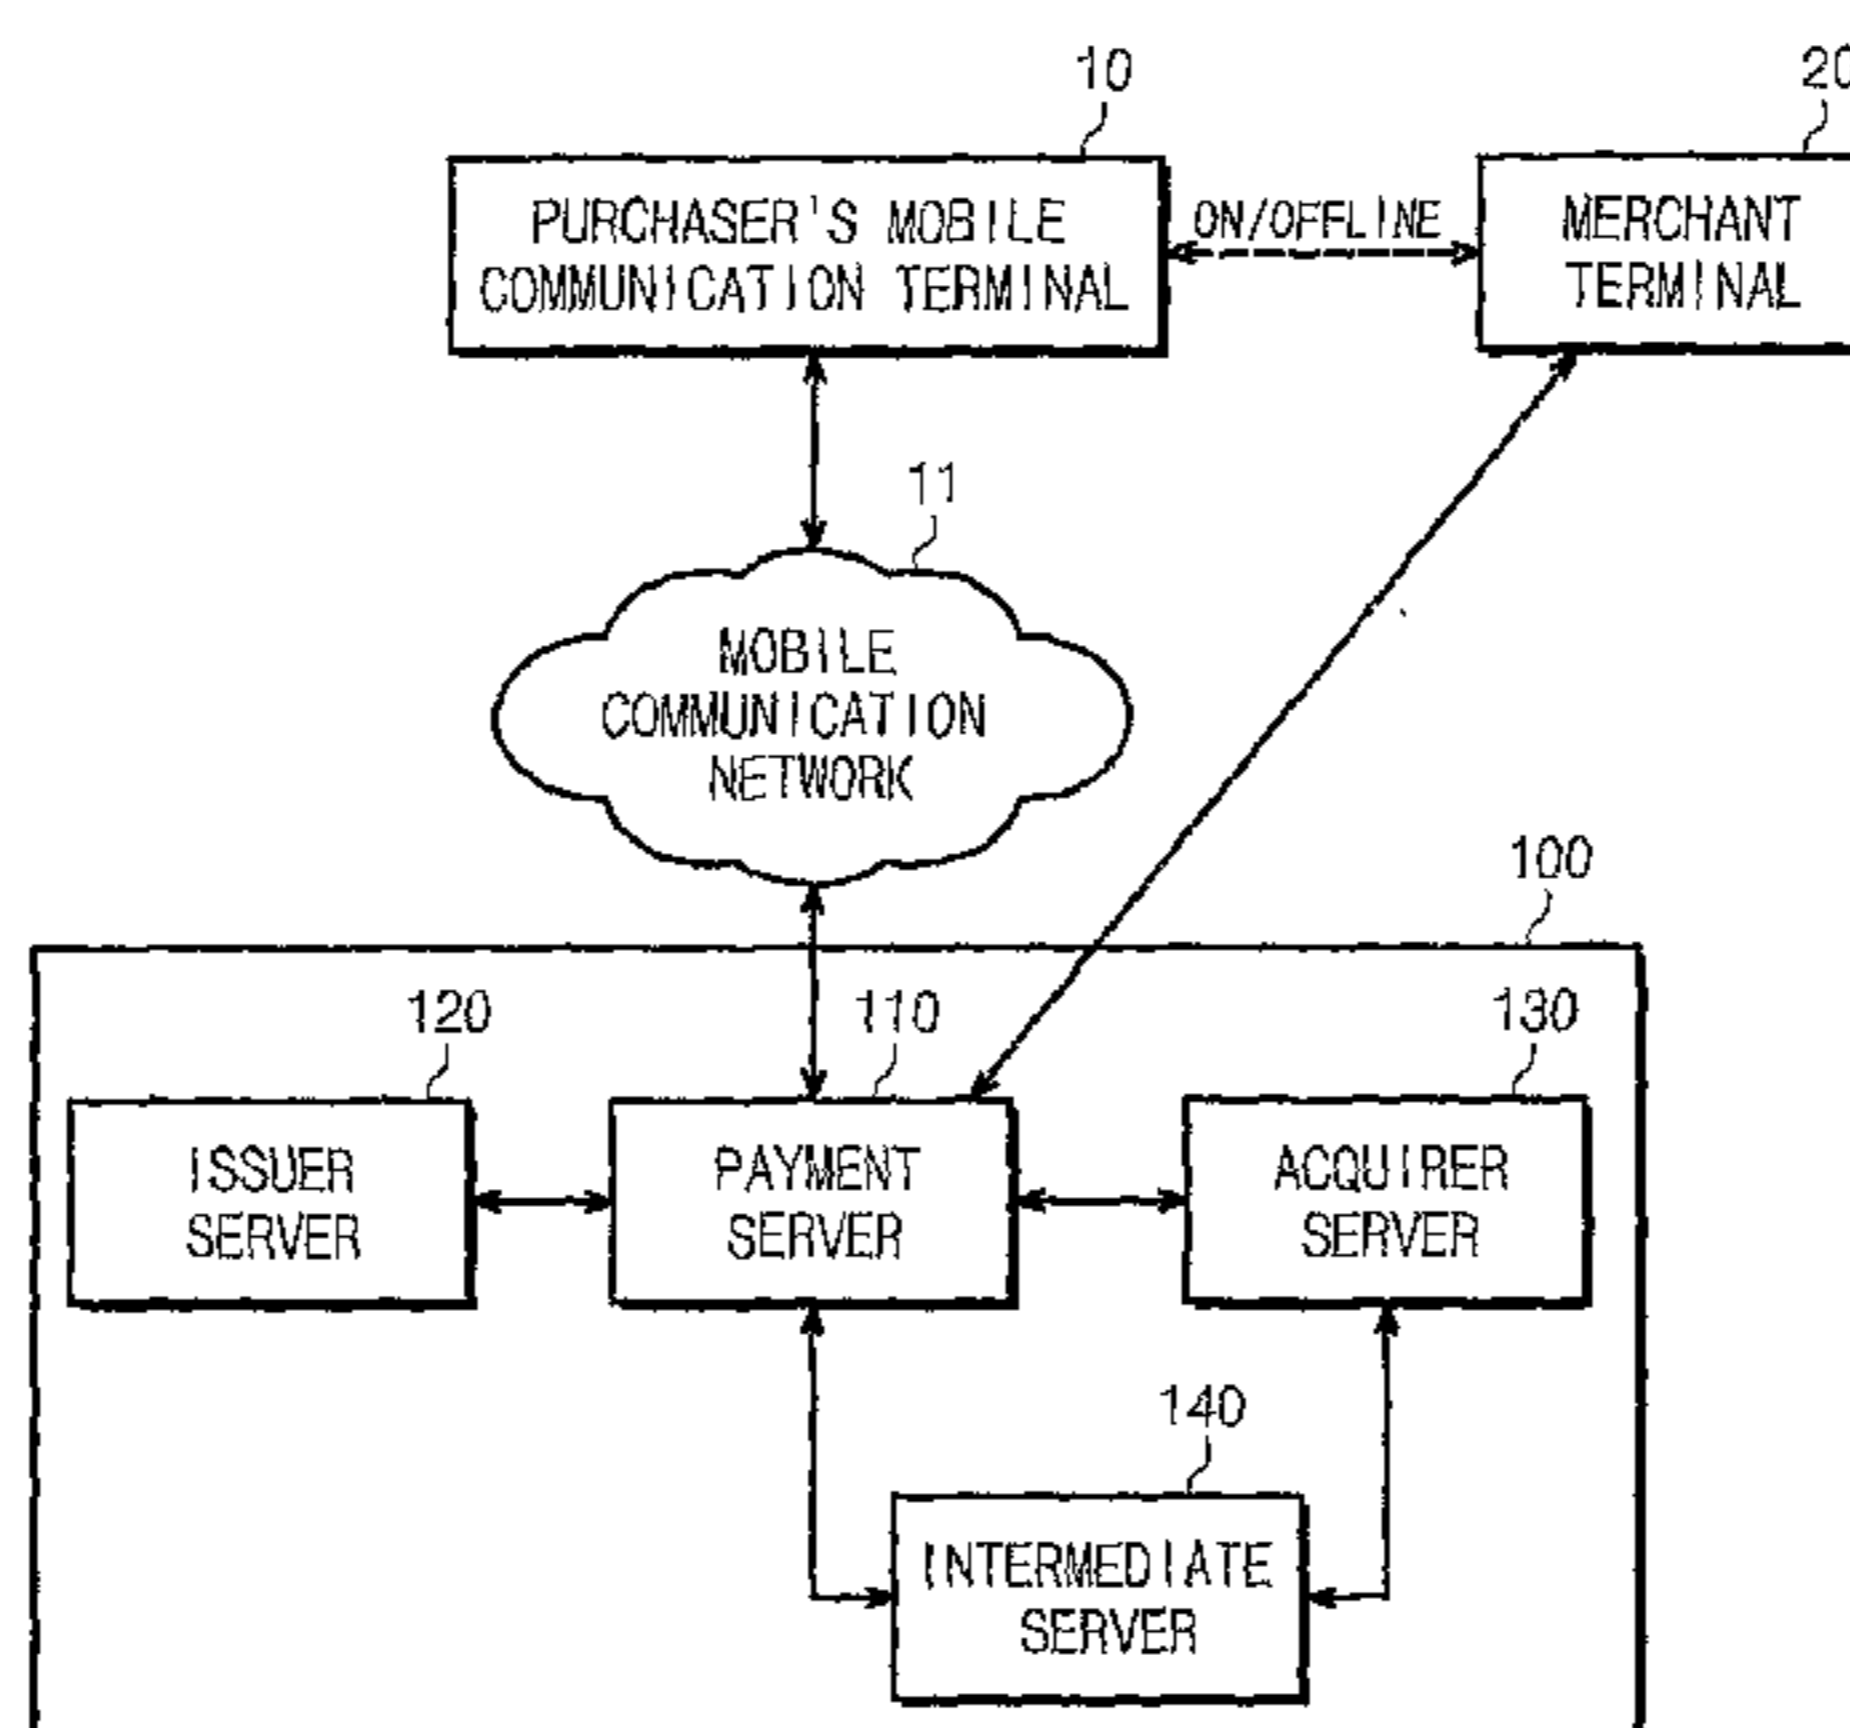 10
20
PURCHASER'S MOBILE
COMMUNICATION TERMINAL
ON/OFFLINE
MERCHANT
TERMINAL
11
MOBILE
COMMUNICATION
NETWORK
100
120
110
130
ISSUER
SERVER
PAYMENT
SERVER
ACQUIRER
SERVER
140
INTERMEDIATE
SERVER